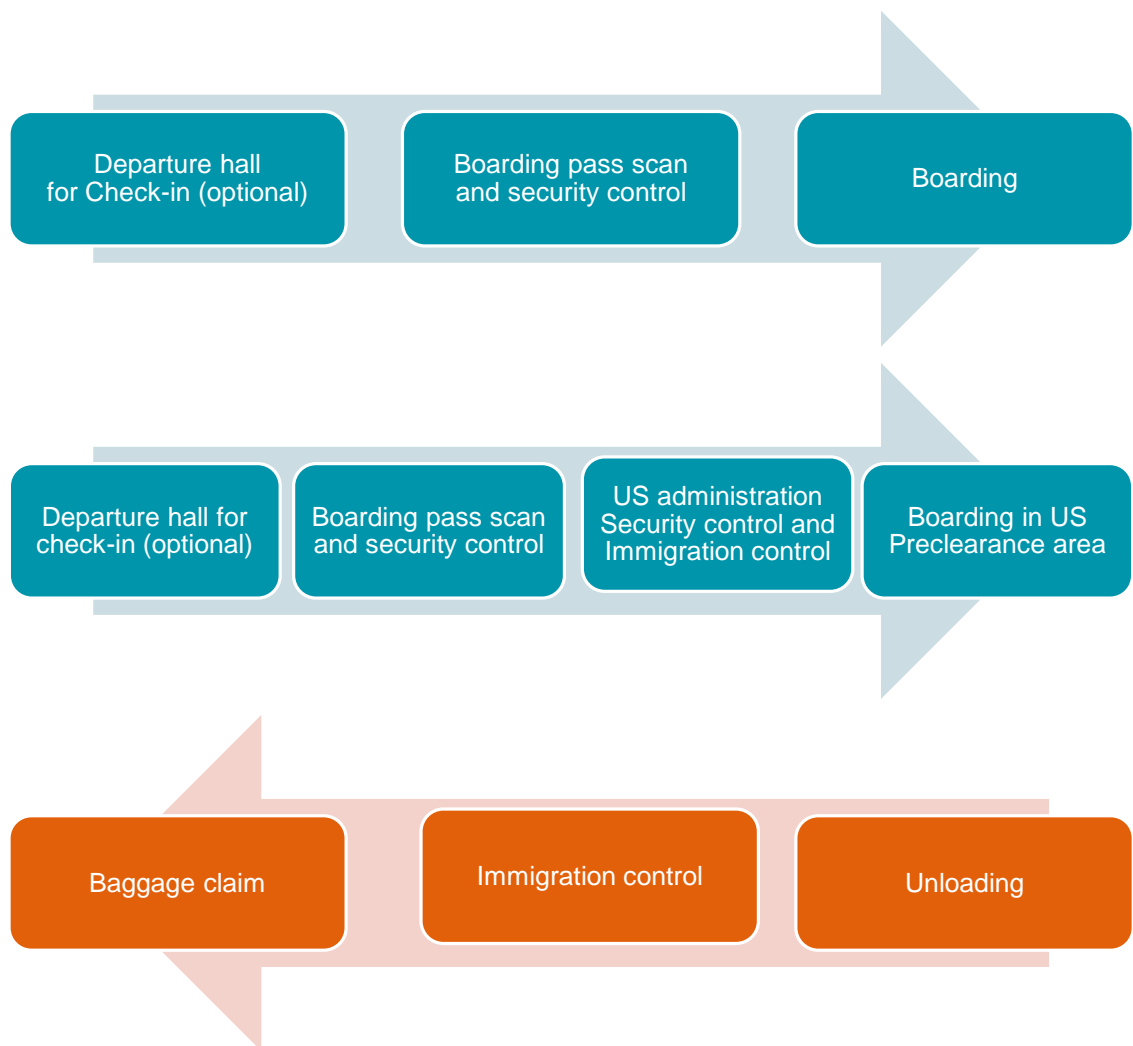 Departure hall
for Check-in (optional)
Boarding pass scan
and security control
Boarding
Departure hall for
check-in (optional)
Boarding pass scan
and security control
US administration
Security control and
Immigration control
Boarding in US
Preclearance area
Baggage claim
Immigration control
Unloading